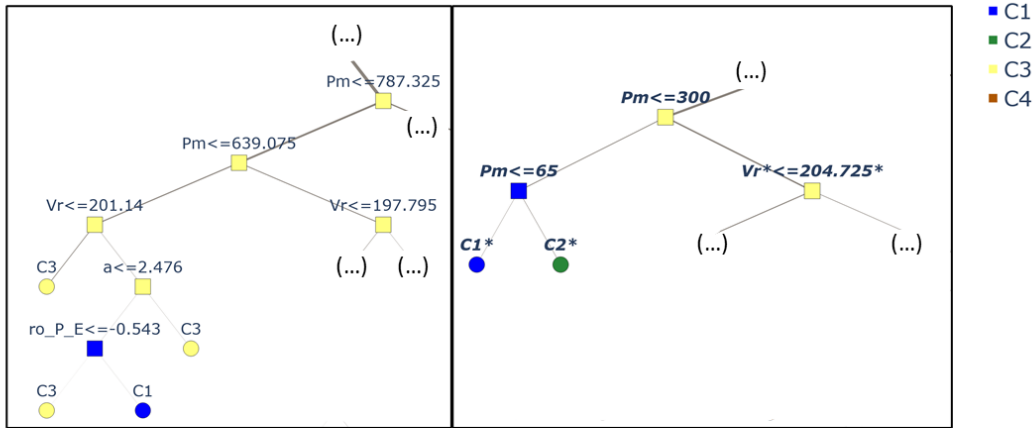 (...)
Pm<=787.325
(...)
Pm<=639.075
Vr<=201.14
Vr<=197.795
(...)
(...)
C3
a<=2.476
ro_P_E<=-0.543
C3
C3
C1
(...)
Pm<=300
Pm<=65
Vr*<=204.725*
C1*
C2*
(...)
(...)
C1
C2
C3
C4